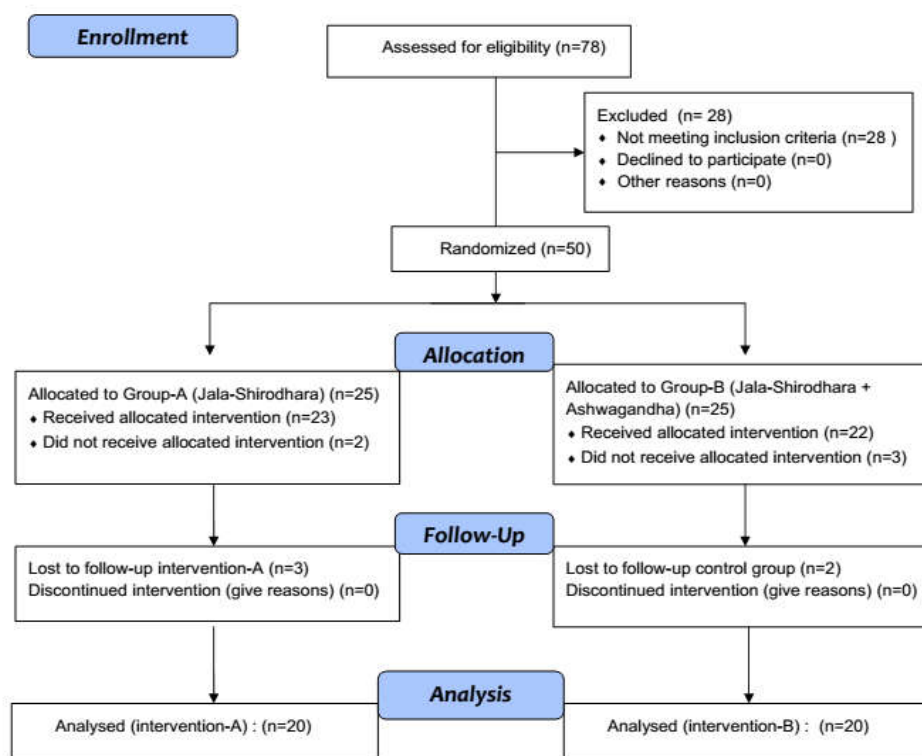 Enrollment
Assessed for eligibility (n=78)
Excluded (n= 28)
♦ Not meeting inclusion criteria (n=28 )
♦ Declined to participate (n=0)
♦ Other reasons (n=0)
Randomized (n=50)
Allocation
Allocated to Group-A (Jala-Shirodhara) (n=25)
♦ Received allocated intervention (n=23)
♦ Did not receive allocated intervention (n=2)
Allocated to Group-B (Jala-Shirodhara +
Ashwagandha) (n=25)
♦ Received allocated intervention (n=22)
♦ Did not receive allocated intervention (n=3)
Follow-Up
Lost to follow-up intervention-A (n=3)
Discontinued intervention (give reasons) (n=0)
Lost to follow-up control group (n=2)
Discontinued intervention (give reasons) (n=0)
Analysis
Analysed (intervention-A) : (n=20)
Analysed (intervention-B) : (n=20)